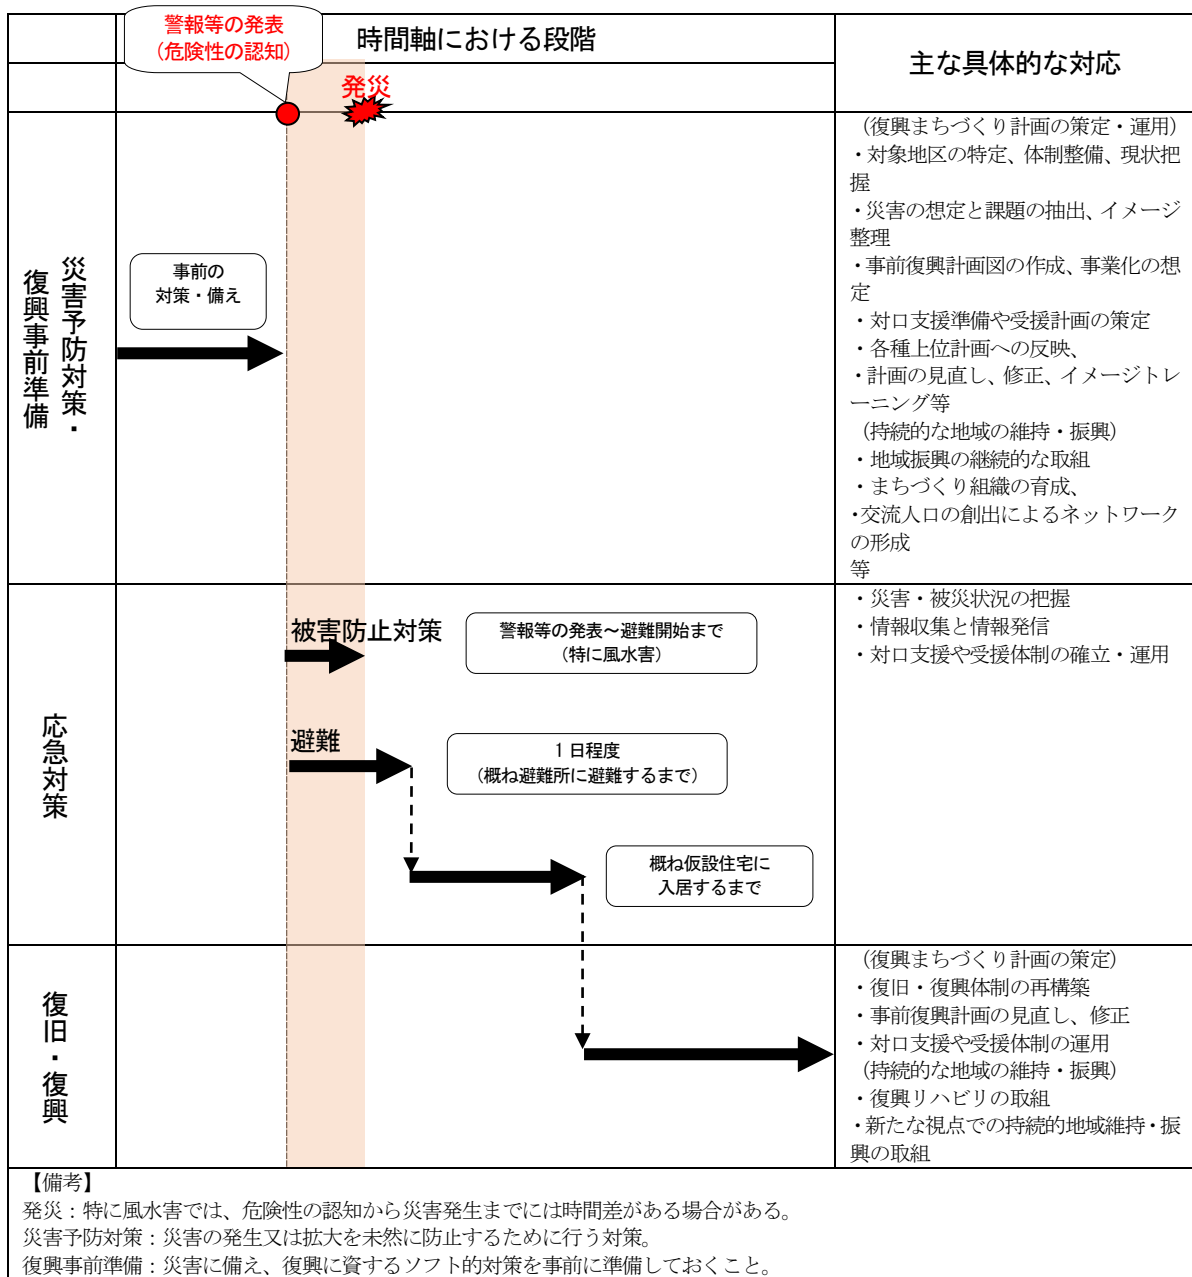 警報等の発表
(危険性の認知)
時間軸における段階
主な具体的な対応
発災
災害予防対策・
復興事前準備
事前の
対策・備え
（復興まちづくり計画の策定・運用）
・対象地区の特定、体制整備、現状把
握
・災害の想定と課題の抽出、イメージ
整理
・事前復興計画図の作成、事業化の想
定
・対口支援準備や受援計画の策定
・各種上位計画への反映、
・計画の見直し、修正、イメージトレ
ーニング等
（持続的な地域の維持・振興）
・地域振興の継続的な取組
・まちづくり組織の育成、
・交流人口の創出によるネットワーク
の形成
等
応急対策
被害防止対策
警報等の発表～避難開始まで
（特に風水害）
避難
1日程度
（概ね避難所に避難するまで）
概ね仮設住宅に
入居するまで
・災害・被災状況の把握
・情報収集と情報発信
・対口支援や受援体制の確立・運用
復旧・復興
（復興まちづくり計画の策定）
・復旧・復興体制の再構築
・事前復興計画の見直し、修正
・対口支援や受援体制の運用
（持続的な地域の維持・振興）
・復興リハビリの取組
・新たな視点での持続的地域維持・振
興の取組
【備考】
発災：特に風水害では、危険性の認知から災害発生までには時間差がある場合がある。
災害予防対策：災害の発生又は拡大を未然に防止するために行う対策。
復興事前準備：災害に備え、復興に資するソフト的対策を事前に準備しておくこと。